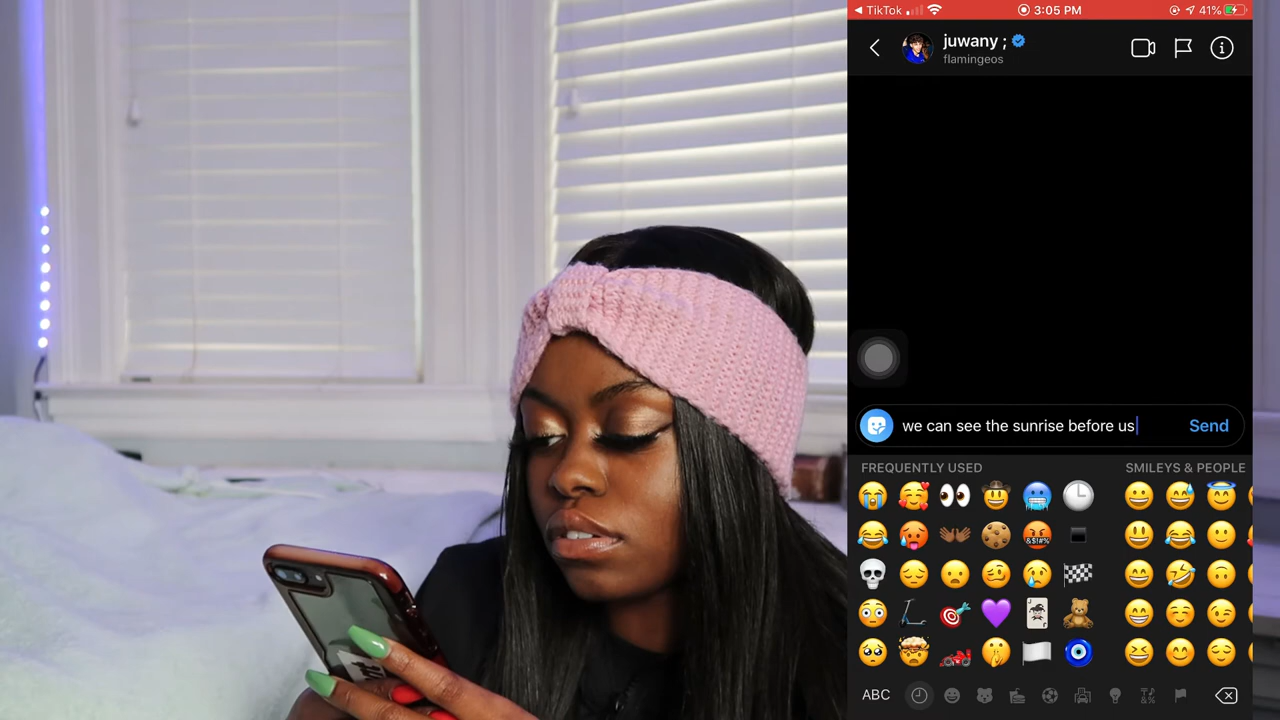 ◀ TikTok 3:05 PM 41%
juwany ;
flamingeos
we can see the sunrise before us Send
FREQUENTLY USED SMILEYS & PEOPLE
ABC